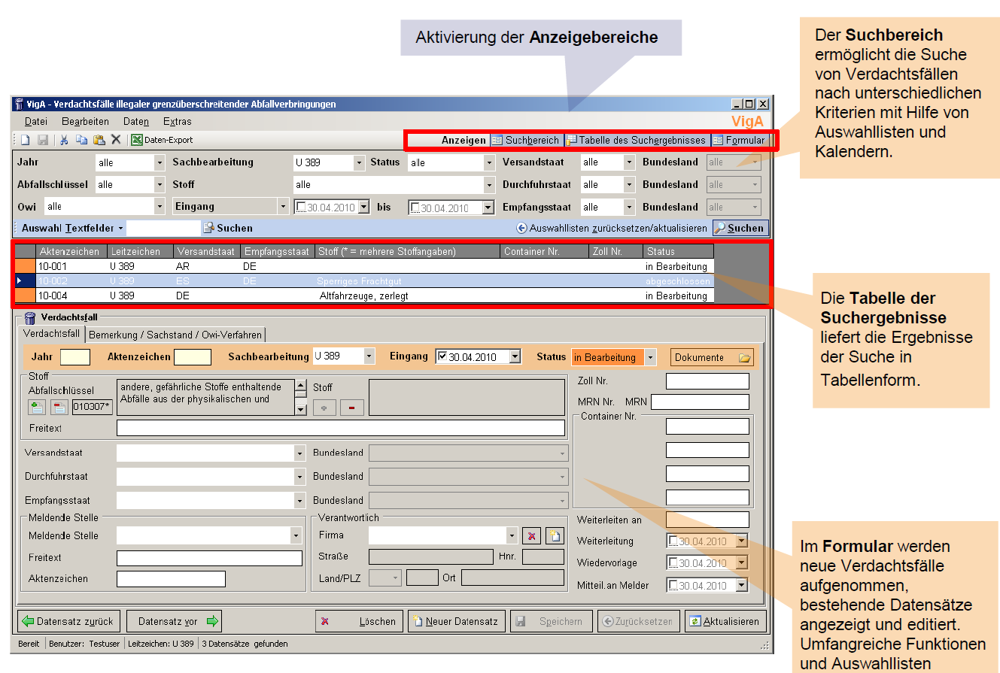 Aktivierung der Anzeigebereiche
Der Suchbereich
ermöglicht die Suche
von Verdachtsfällen
nach unterschiedlichen
Kriterien mit Hilfe von
Auswahllisten und
Kalendern.
VigA - Verdachtsfälle illegaler grenzüberschreitender Abfallverbringungen
Datei Bearbeiten Daten Extras VigA
Daten-Export Anzeigen Suchbereich Tabelle des Suchergebnisses Formular
Jahr alle Sachbearbeitung U 389 Status alle Versandstaat alle Bundesland alle
Abfallschlüssel alle Stoff alle Durchfuhrstaat alle Bundesland alle
Owi alle Eingang 30.04.2010 bis 30.04.2010 Empfangsstaat alle Bundesland alle
Auswahl Textfelder Suchen Auswahllisten zurücksetzen/aktualisieren Suchen
Aktenzeichen Leitzeichen Versandstaat Empfangsstaat Stoff (* = mehrere Stoffangaben) Container Nr. Zoll Nr. Status
10-001 U 389 AR DE in Bearbeitung
10-002 U 389 ES DE Sperriges Frachtgut abgeschlossen
10-004 U 389 DE Altfahrzeuge, zerlegt in Bearbeitung
Die Tabelle der
Suchergebnisse
liefert die Ergebnisse
der Suche in
Tabellenform.
Verdachtsfall
Verdachtsfall Bemerkung / Sachstand / Owi-Verfahren
Jahr Aktenzeichen Sachbearbeitung U 389 Eingang 30.04.2010 Status in Bearbeitung Dokumente
Stoff
Abfallschlüssel
010307*
andere, gefährliche Stoffe enthaltende
Abfälle aus der physikalischen und
Stoff
Zoll Nr.
MRN Nr. MRN
Container Nr.
Freitext
Versandstaat Bundesland
Durchfuhrstaat Bundesland
Empfangsstaat Bundesland
Meldende Stelle
Meldende Stelle
Freitext
Aktenzeichen
Verantwortlich
Firma
Straße Hnr.
Land/PLZ Ort
Weiterleiten an
Weiterleitung 30.04.2010
Wiedervorlage 30.04.2010
Mitteil.an Melder 30.04.2010
Im Formular werden
neue Verdachtsfälle
aufgenommen,
bestehende Datensätze
angezeigt und editiert.
Umfangreiche Funktionen
und Auswahllisten
Datensatz zurück Datensatz vor Löschen Neuer Datensatz Speichern Zurücksetzen Aktualisieren
Bereit Benutzer: Testuser Leitzeichen: U 389 3 Datensätze gefunden